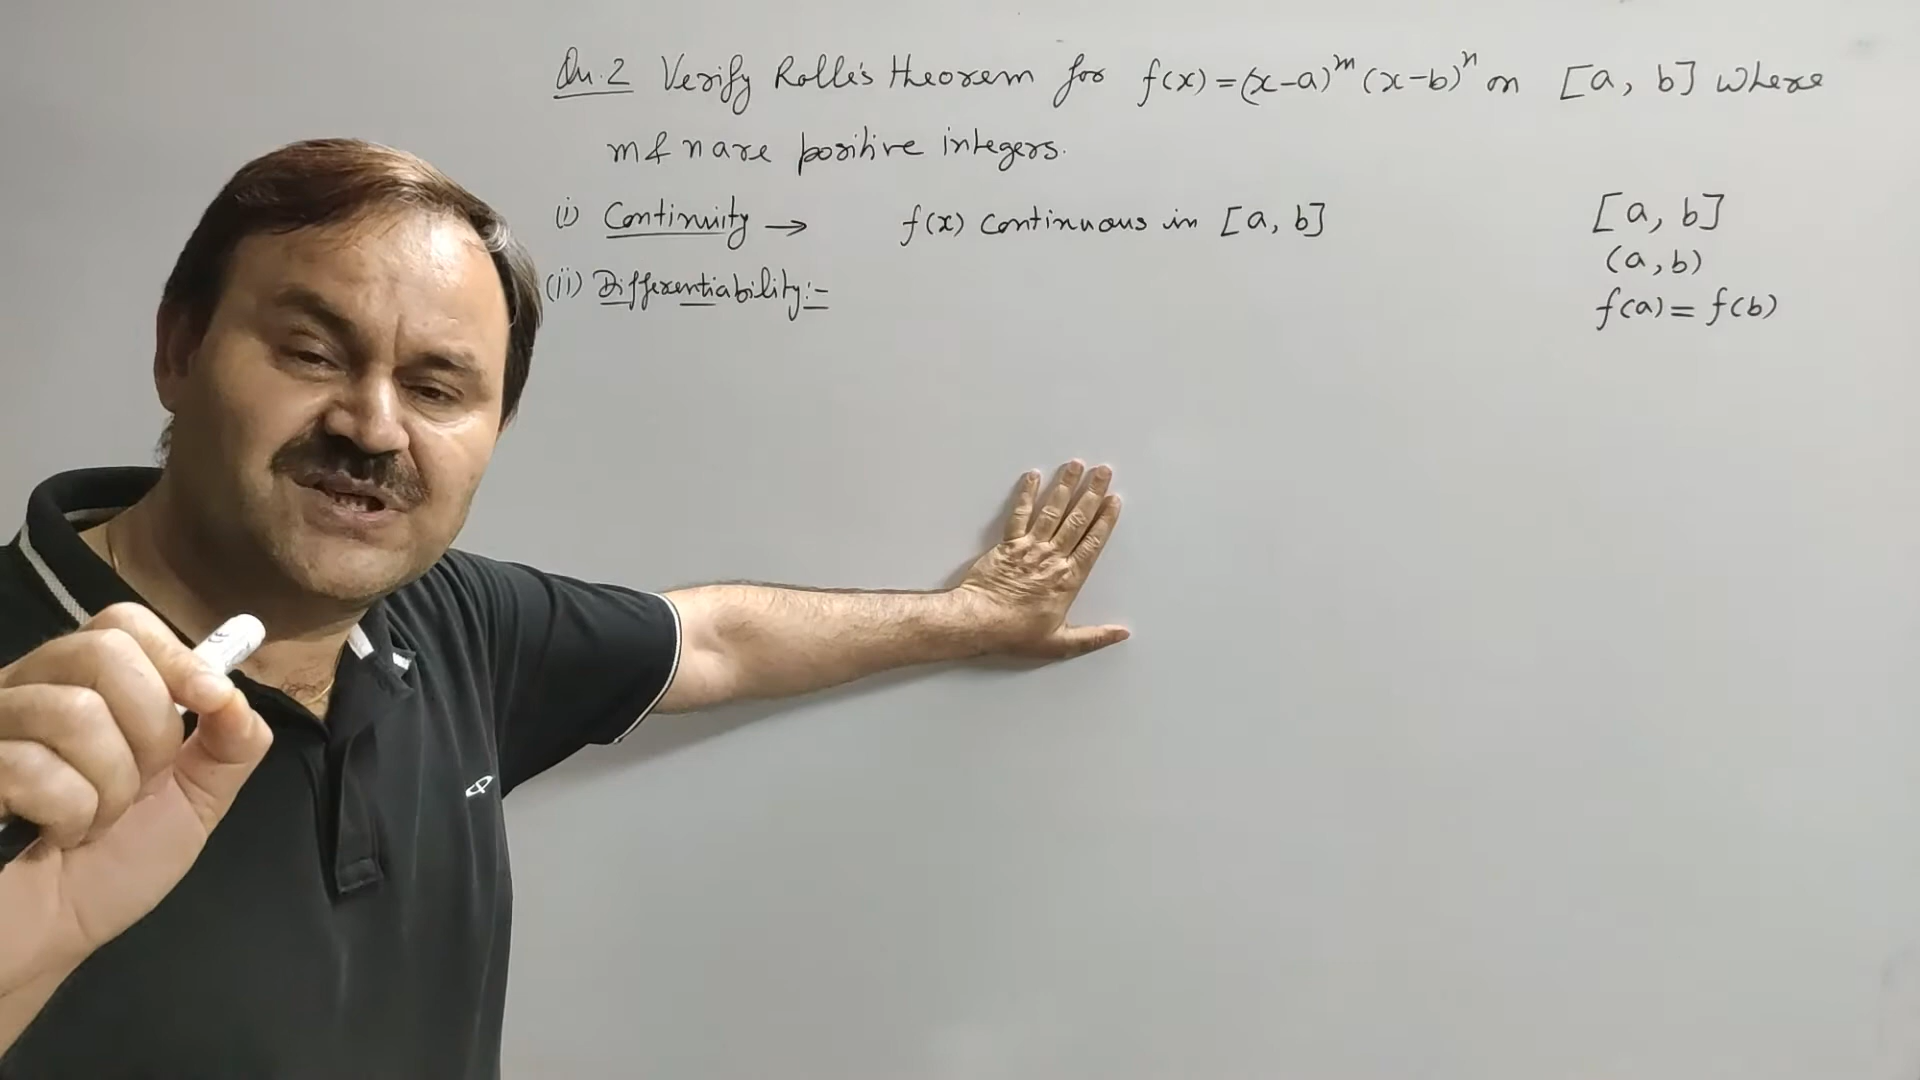 Qu.2 Verify Rolle's theorem for f(x) = (x-a)^m (x-b)^n on [a, b] where
m & n are positive integers.
(i) Continuity → f(x) continuous in [a, b]
(ii) Differentiability:-
[a, b]
(a, b)
f(a) = f(b)